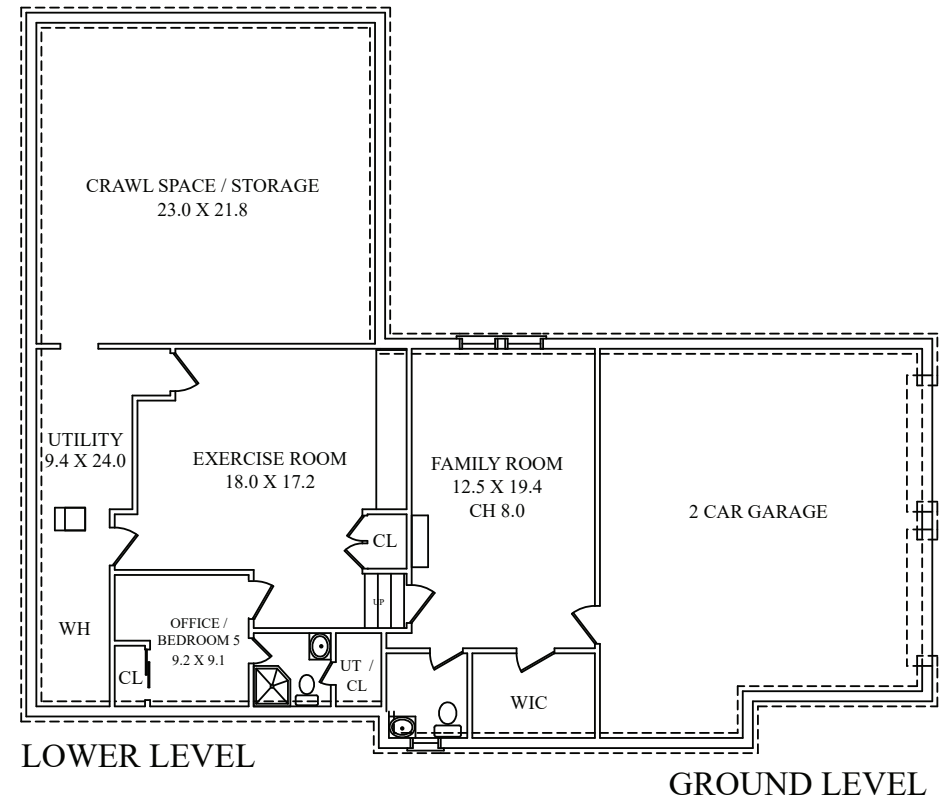 CRAWL SPACE / STORAGE
23.0 X 21.8
UTILITY
9.4 X 24.0
EXERCISE ROOM
18.0 X 17.2
FAMILY ROOM
12.5 X 19.4
CH 8.0
2 CAR GARAGE
CL
UP
WH
OFFICE /
BEDROOM 5
9.2 X 9.1
CL
UT /
CL
WIC
LOWER LEVEL
GROUND LEVEL